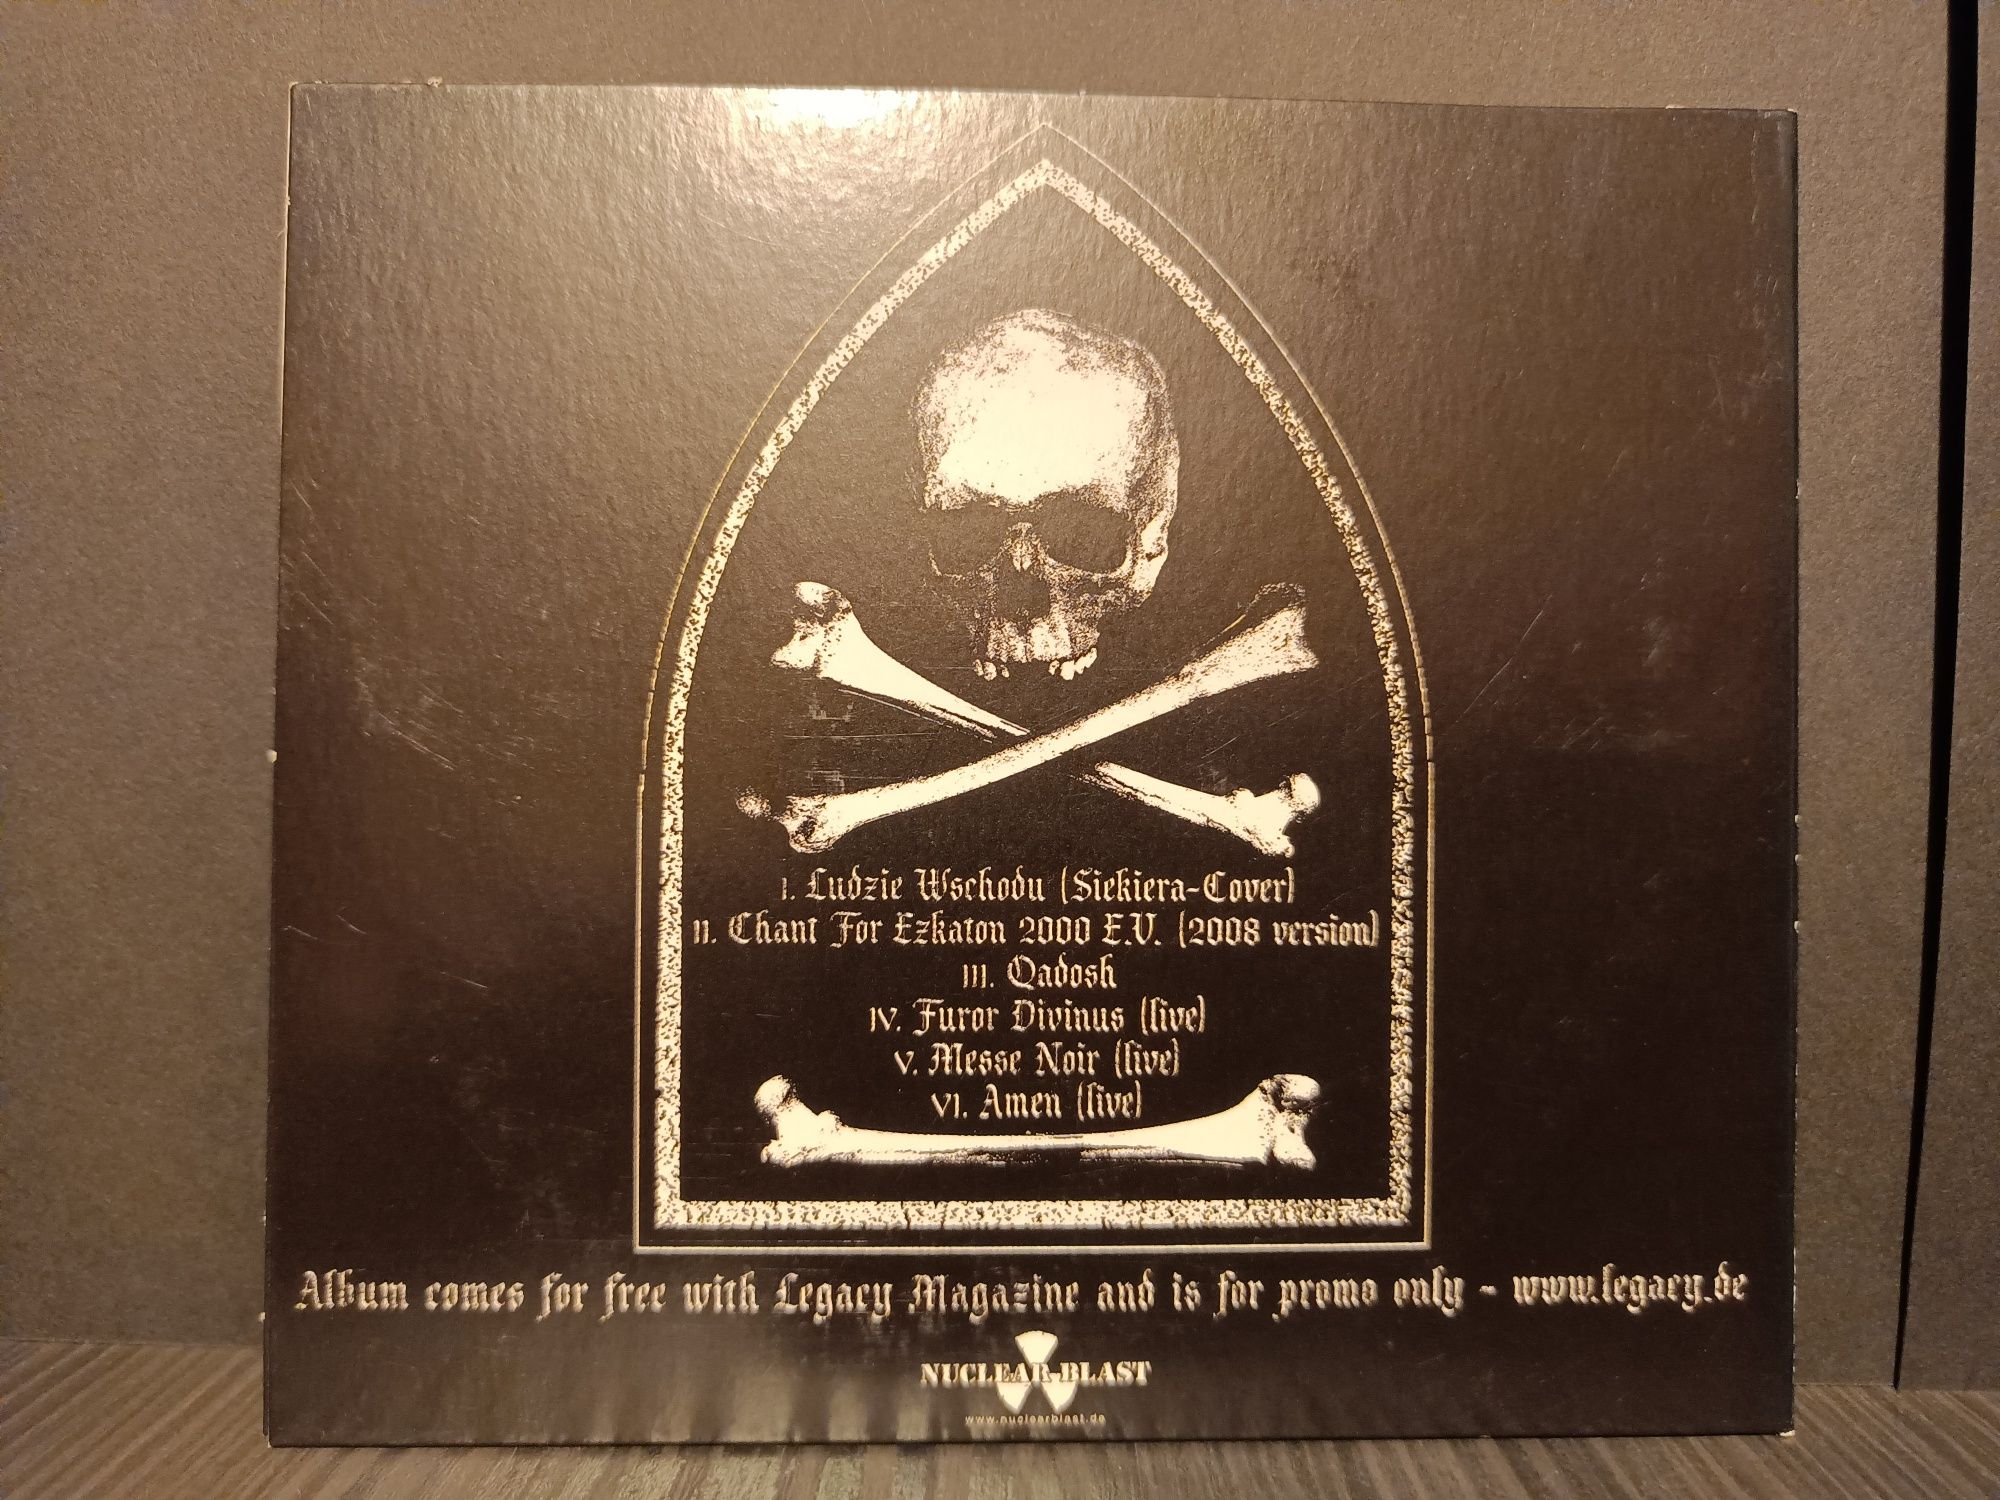 I. Ludzie Wschodu (Siekiera-Cover)
II. Chant For Ezkaton 2000 E.V. (2008 version)
III. Qadosh
IV. Furor Divinus (live)
V. Messe Noir (live)
VI. Amen (live)
Album comes for free with Legacy Magazine and is for promo only - www.legacy.de
NUCLEAR BLAST
www.nuclearblast.de